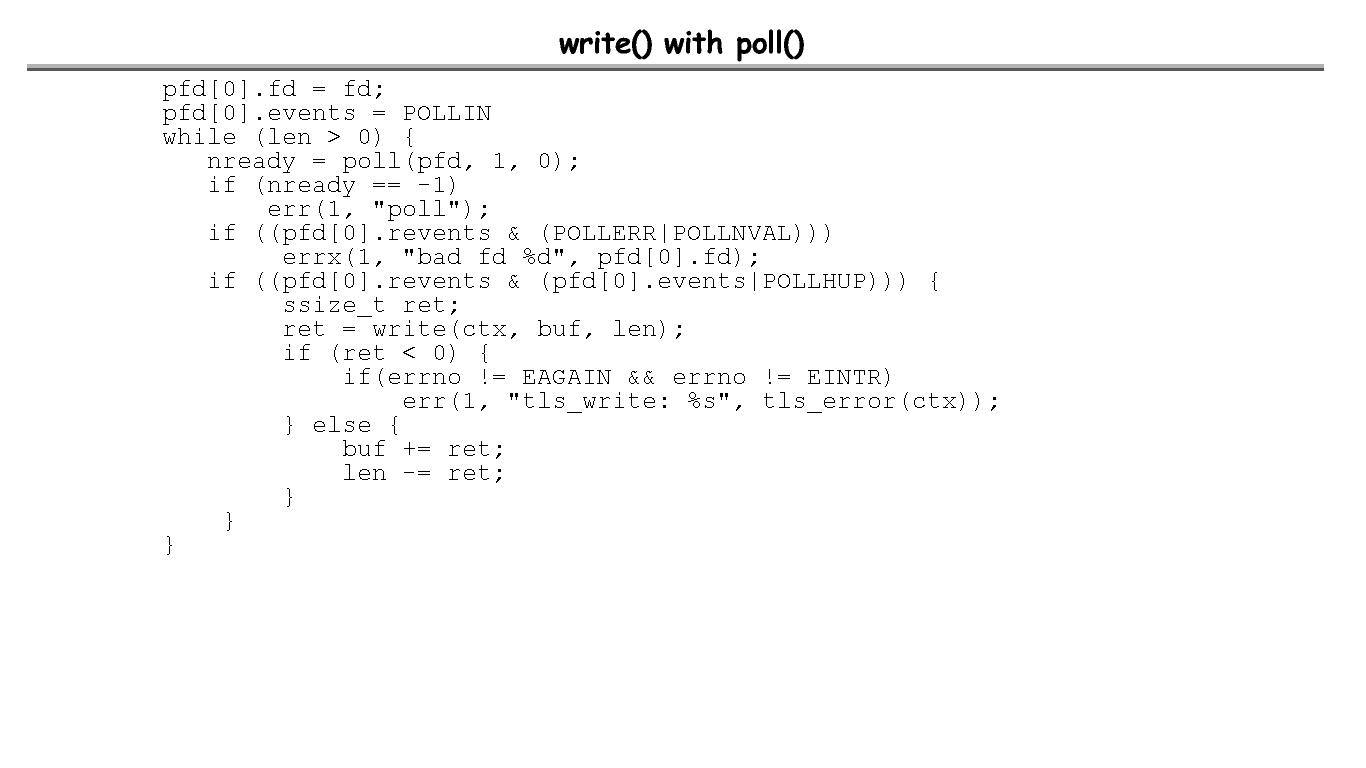 write() with poll()
pfd[0].fd = fd;
pfd[0].events = POLLIN
while (len > 0) {
nready = poll(pfd, 1, 0);
if (nready == -1)
err(1, "poll");
if ((pfd[0].revents & (POLLERR|POLLNVAL)))
errx(1, "bad fd %d", pfd[0].fd);
if ((pfd[0].revents & (pfd[0].events|POLLHUP))) {
ssize_t ret;
ret = write(ctx, buf, len);
if (ret < 0) {
if(errno != EAGAIN && errno != EINTR)
err(1, "tls_write: %s", tls_error(ctx));
} else {
buf += ret;
len -= ret;
}
}
}